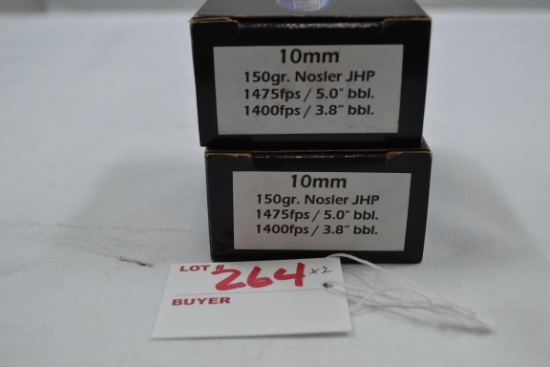 10mm
150gr. Nosler JHP
1475fps / 5.0" bbl.
1400fps / 3.8" bbl.
10mm
150gr. Nosler JHP
1475fps / 5.0" bbl.
1400fps / 3.8" bbl.
LOT # 264 x2
BUYER